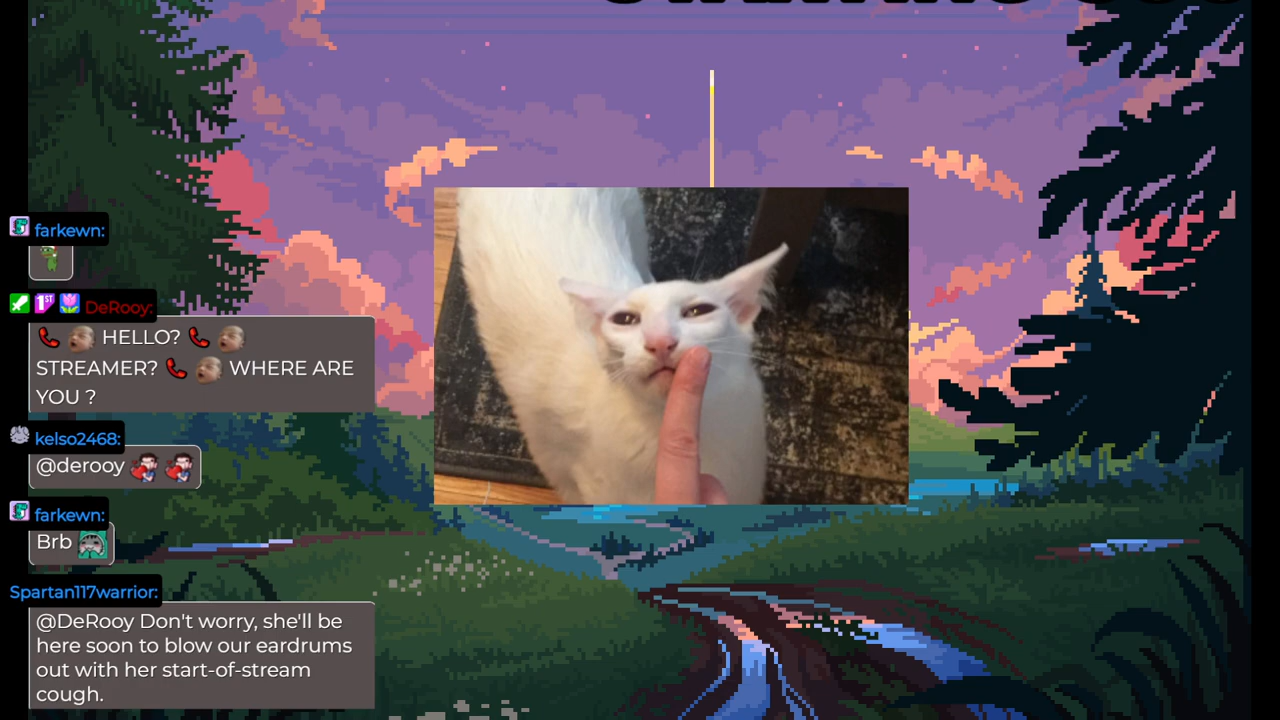 farkewn:
DeRooy:
HELLO?
STREAMER? WHERE ARE
YOU ?
kelso2468:
@derooy
farkewn:
Brb
Spartan117warrior:
@DeRooy Don't worry, she'll be
here soon to blow our eardrums
out with her start-of-stream
cough.